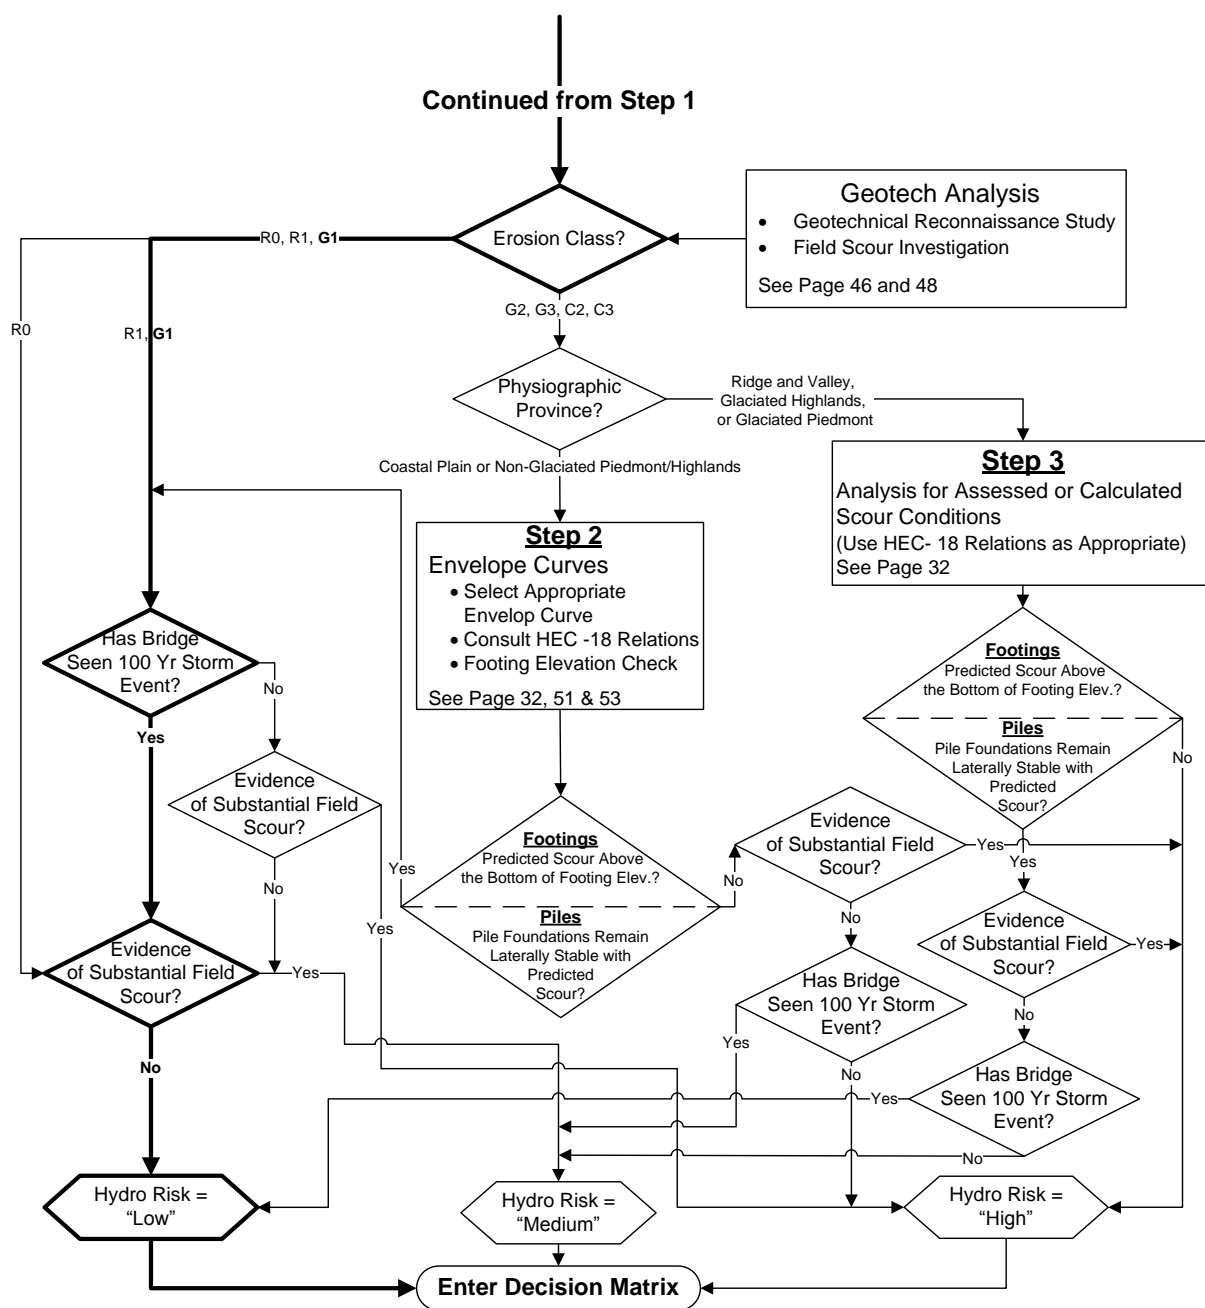 Continued from Step 1
Erosion Class?
Geotech Analysis
• Geotechnical Reconnaissance Study
• Field Scour Investigation
See Page 46 and 48
R0, R1, G1
R0
R1, G1
G2, G3, C2, C3
Physiographic
Province?
Ridge and Valley,
Glaciated Highlands,
or Glaciated Piedmont
Coastal Plain or Non-Glaciated Piedmont/Highlands
Step 3
Analysis for Assessed or Calculated
Scour Conditions
(Use HEC- 18 Relations as Appropriate)
See Page 32
Step 2
Envelope Curves
• Select Appropriate
Envelop Curve
• Consult HEC -18 Relations
• Footing Elevation Check
See Page 32, 51 & 53
Has Bridge
Seen 100 Yr Storm
Event?
No
Yes
Footings
Predicted Scour Above
the Bottom of Footing Elev.?
Piles
Pile Foundations Remain
Laterally Stable with
Predicted
Scour?
No
Yes
Evidence
of Substantial Field
Scour?
No
Yes
Footings
Predicted Scour Above
the Bottom of Footing Elev.?
Piles
Pile Foundations Remain
Laterally Stable with
Predicted
Scour?
Yes
No
Evidence
of Substantial Field
Scour?
Yes
No
Evidence
of Substantial Field
Scour?
Yes
No
Evidence
of Substantial Field
Scour?
Yes
No
Has Bridge
Seen 100 Yr Storm
Event?
Yes
No
Has Bridge
Seen 100 Yr Storm
Event?
Yes
No
Hydro Risk =
“Low”
Hydro Risk =
“Medium”
Hydro Risk =
“High”
Enter Decision Matrix